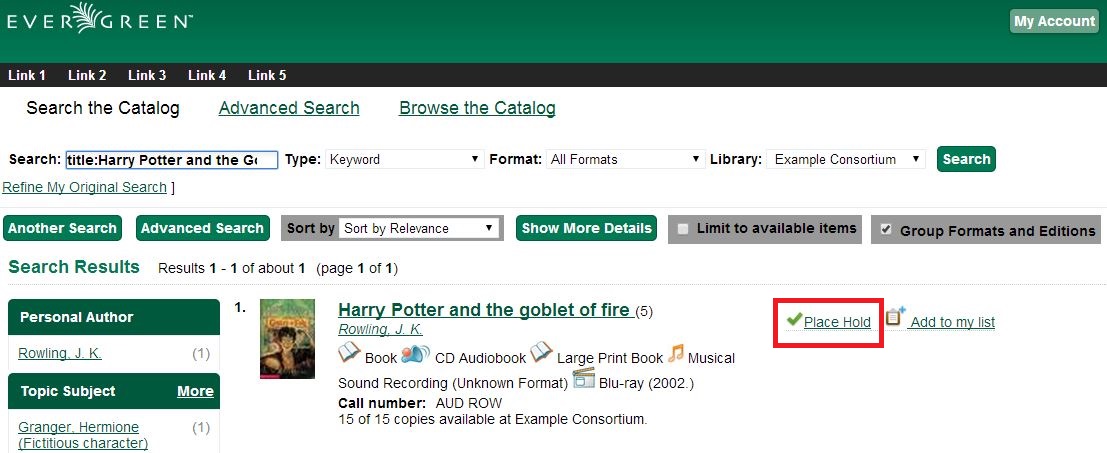 EVERGREEN™
My Account
Link 1 Link 2 Link 3 Link 4 Link 5
Search the Catalog Advanced Search Browse the Catalog
Search: title:Harry Potter and the Go Type: Keyword Format: All Formats Library: Example Consortium Search
Refine My Original Search ]
Another Search Advanced Search Sort by Sort by Relevance Show More Details Limit to available items Group Formats and Editions
Search Results Results 1 - 1 of about 1 (page 1 of 1)
Personal Author
Rowling, J. K. (1)
Topic Subject More
Granger, Hermione (1)
(Fictitious character)
1. Harry Potter and the goblet of fire (5)
Rowling, J. K.
Book CD Audiobook Large Print Book Musical
Sound Recording (Unknown Format) Blu-ray (2002.)
Call number: AUD ROW
15 of 15 copies available at Example Consortium.
Place Hold Add to my list